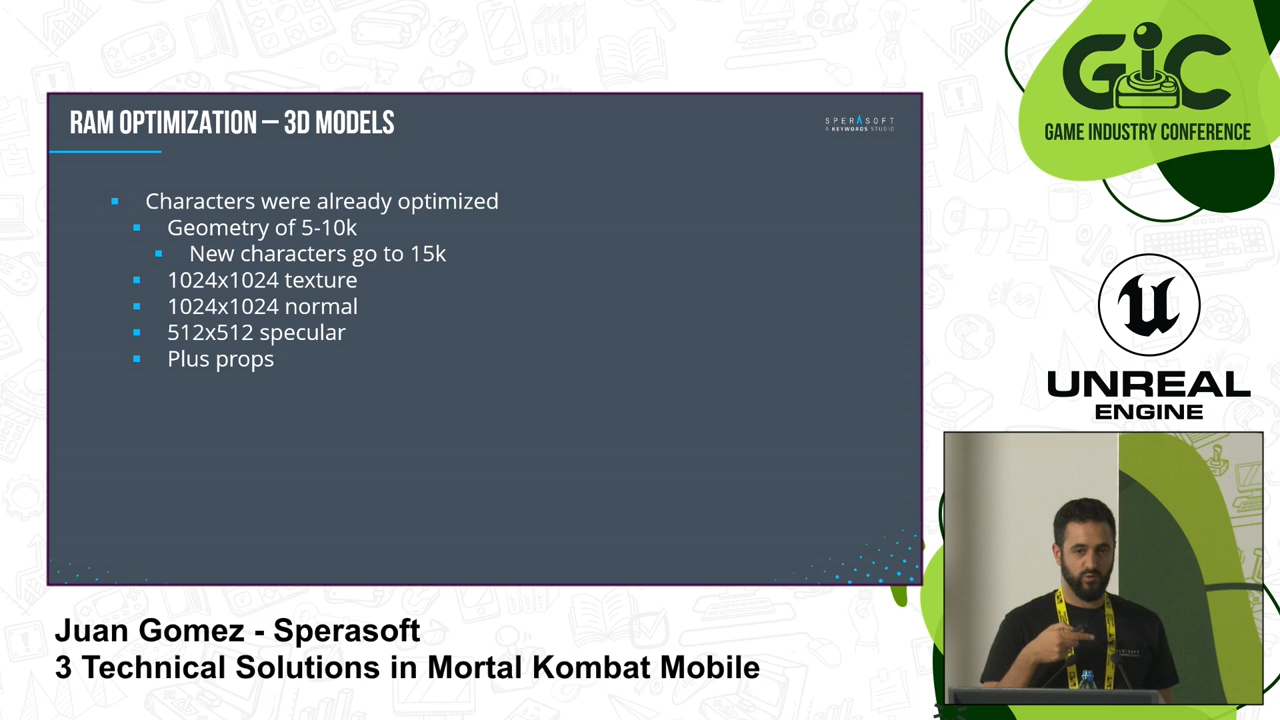 RAM OPTIMIZATION – 3D MODELS
SPERASOFT
A KEYWORDS STUDIO
Characters were already optimized
Geometry of 5-10k
New characters go to 15k
1024x1024 texture
1024x1024 normal
512x512 specular
Plus props
GIC
GAME INDUSTRY CONFERENCE
UNREAL
ENGINE
Juan Gomez - Sperasoft
3 Technical Solutions in Mortal Kombat Mobile